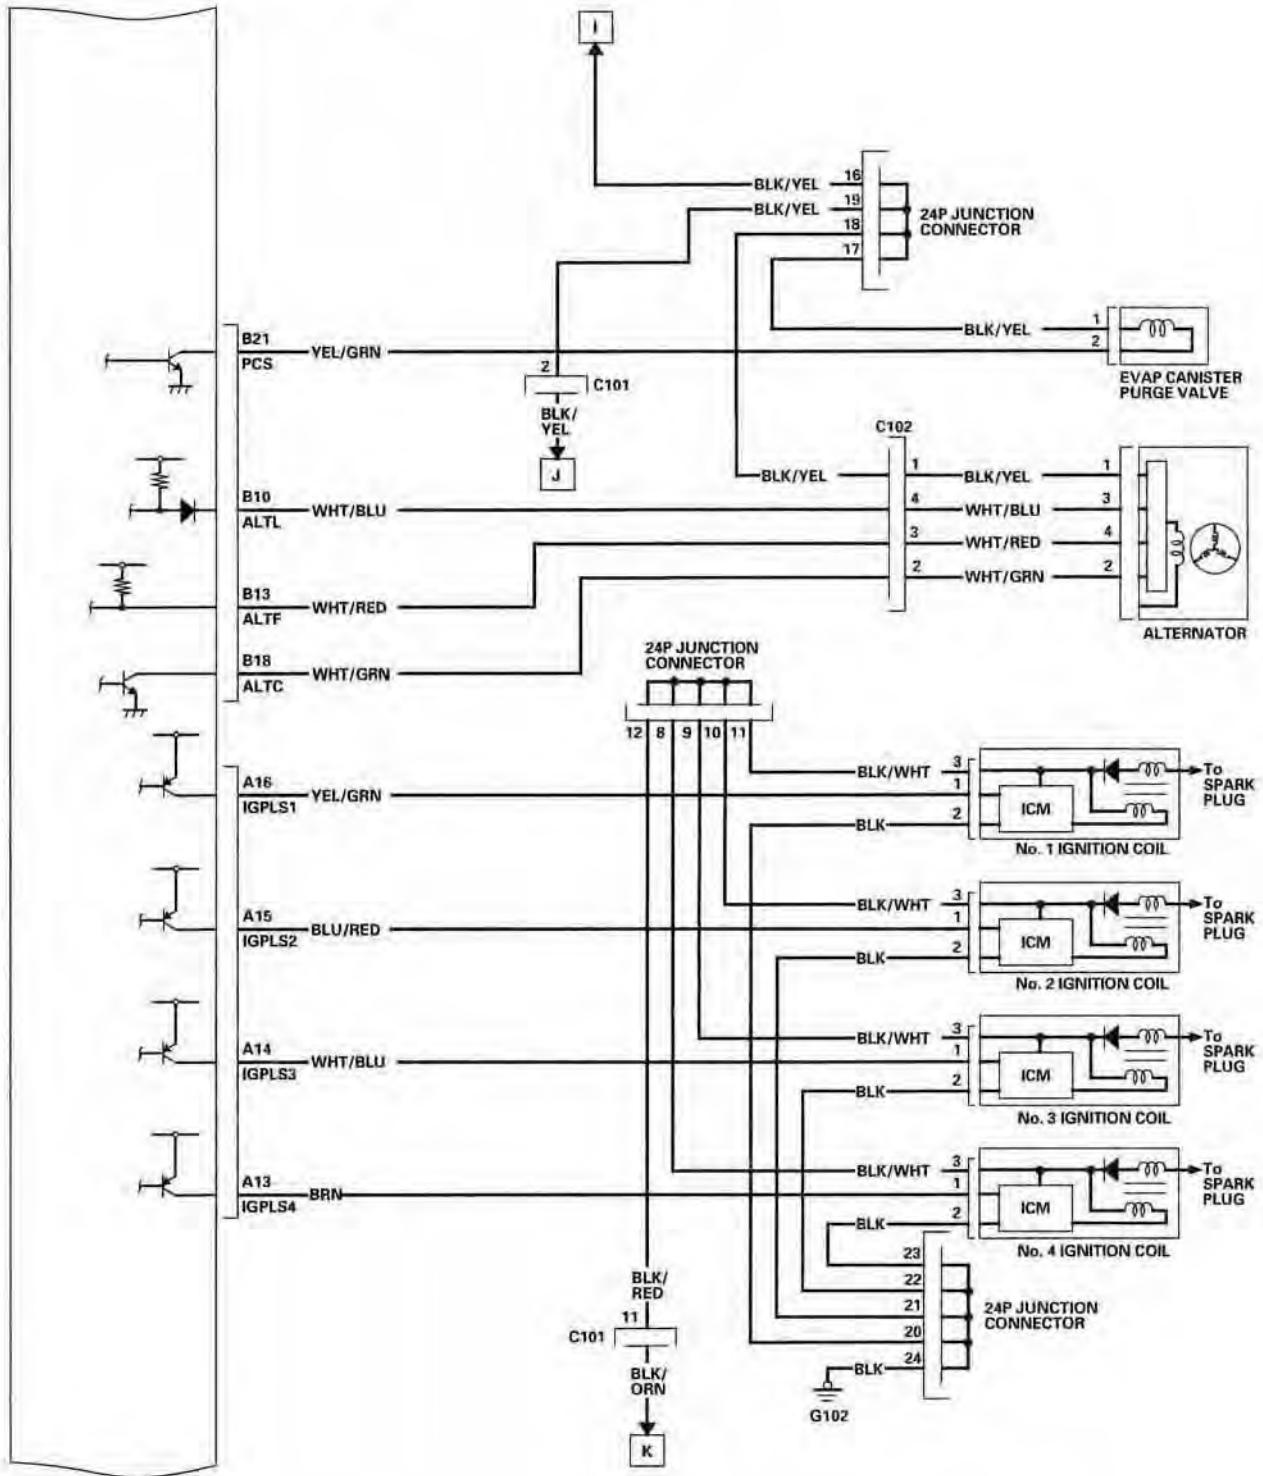 I
BLK/YEL 16
BLK/YEL 19
18
17
24P JUNCTION
CONNECTOR
BLK/YEL 1
2
EVAP CANISTER
PURGE VALVE
B21
PCS
YEL/GRN
2
C101
BLK/
YEL
J
C102
BLK/YEL 1 BLK/YEL 1
B10
ALTL
WHT/BLU 4 WHT/BLU 3
3 WHT/RED 4
2 WHT/GRN 2
ALTERNATOR
B13
ALTF
WHT/RED
B18
ALTC
WHT/GRN
24P JUNCTION
CONNECTOR
12 8 9 10 11
A16
IGPLS1
YEL/GRN
BLK/WHT 3
1
BLK 2
ICM
To
SPARK
PLUG
No. 1 IGNITION COIL
A15
IGPLS2
BLU/RED
BLK/WHT 3
1
BLK 2
ICM
To
SPARK
PLUG
No. 2 IGNITION COIL
A14
IGPLS3
WHT/BLU
BLK/WHT 3
1
BLK 2
ICM
To
SPARK
PLUG
No. 3 IGNITION COIL
A13
IGPLS4
BRN
BLK/WHT 3
1
BLK 2
ICM
To
SPARK
PLUG
No. 4 IGNITION COIL
23
22
21
20
24
24P JUNCTION
CONNECTOR
BLK
G102
BLK/
RED
11
C101
BLK/
ORN
K